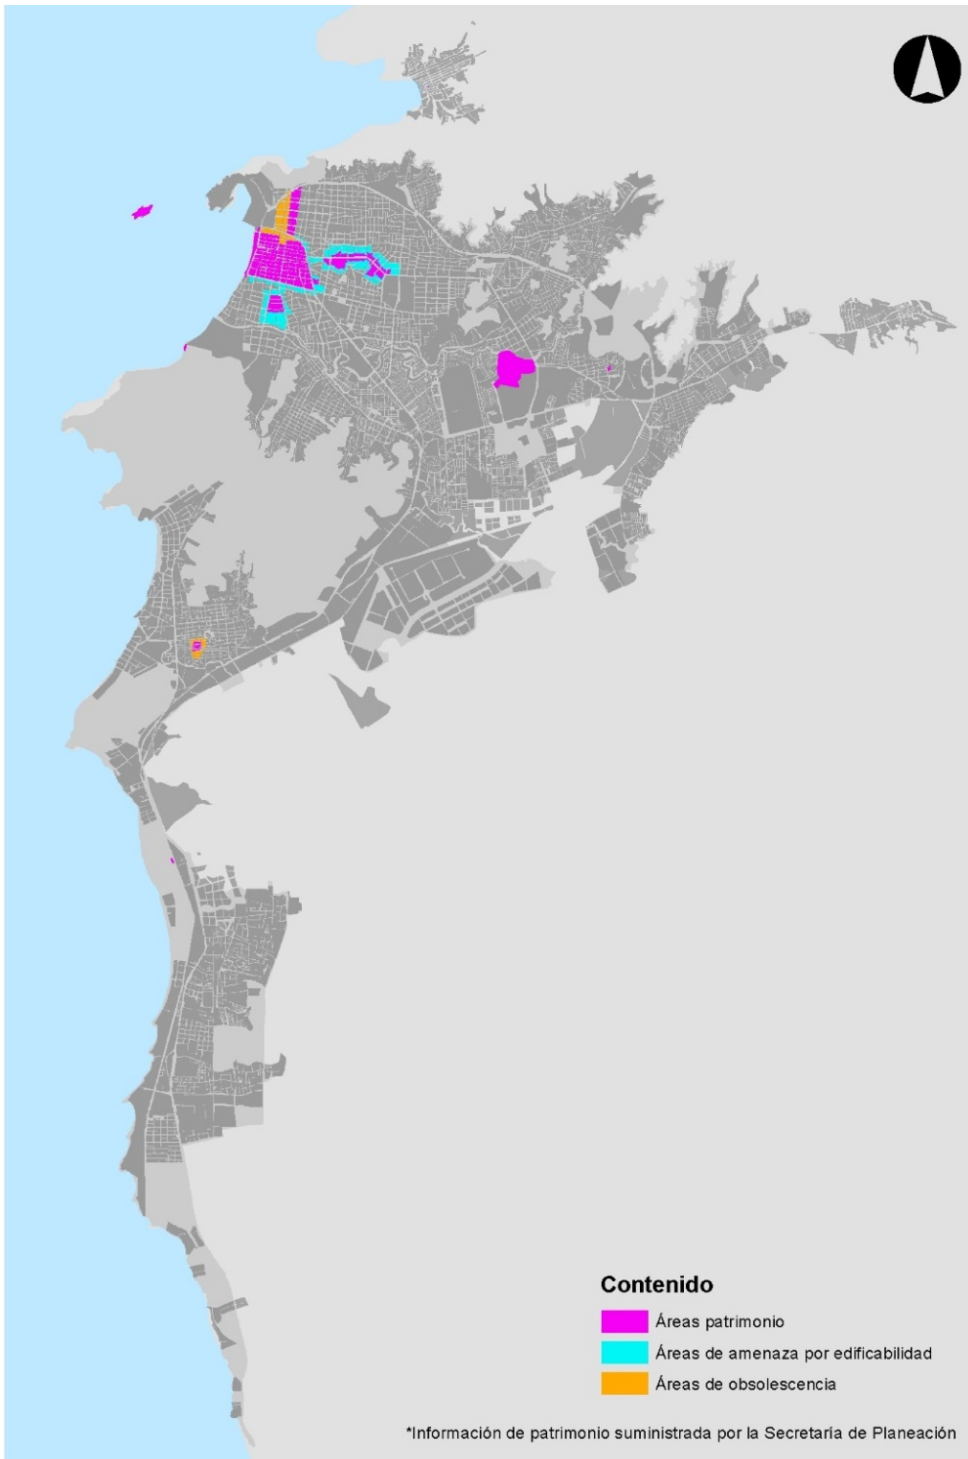 Contenido
Áreas patrimonio
Áreas de amenaza por edificabilidad
Áreas de obsolescencia
*Información de patrimonio suministrada por la Secretaría de Planeación